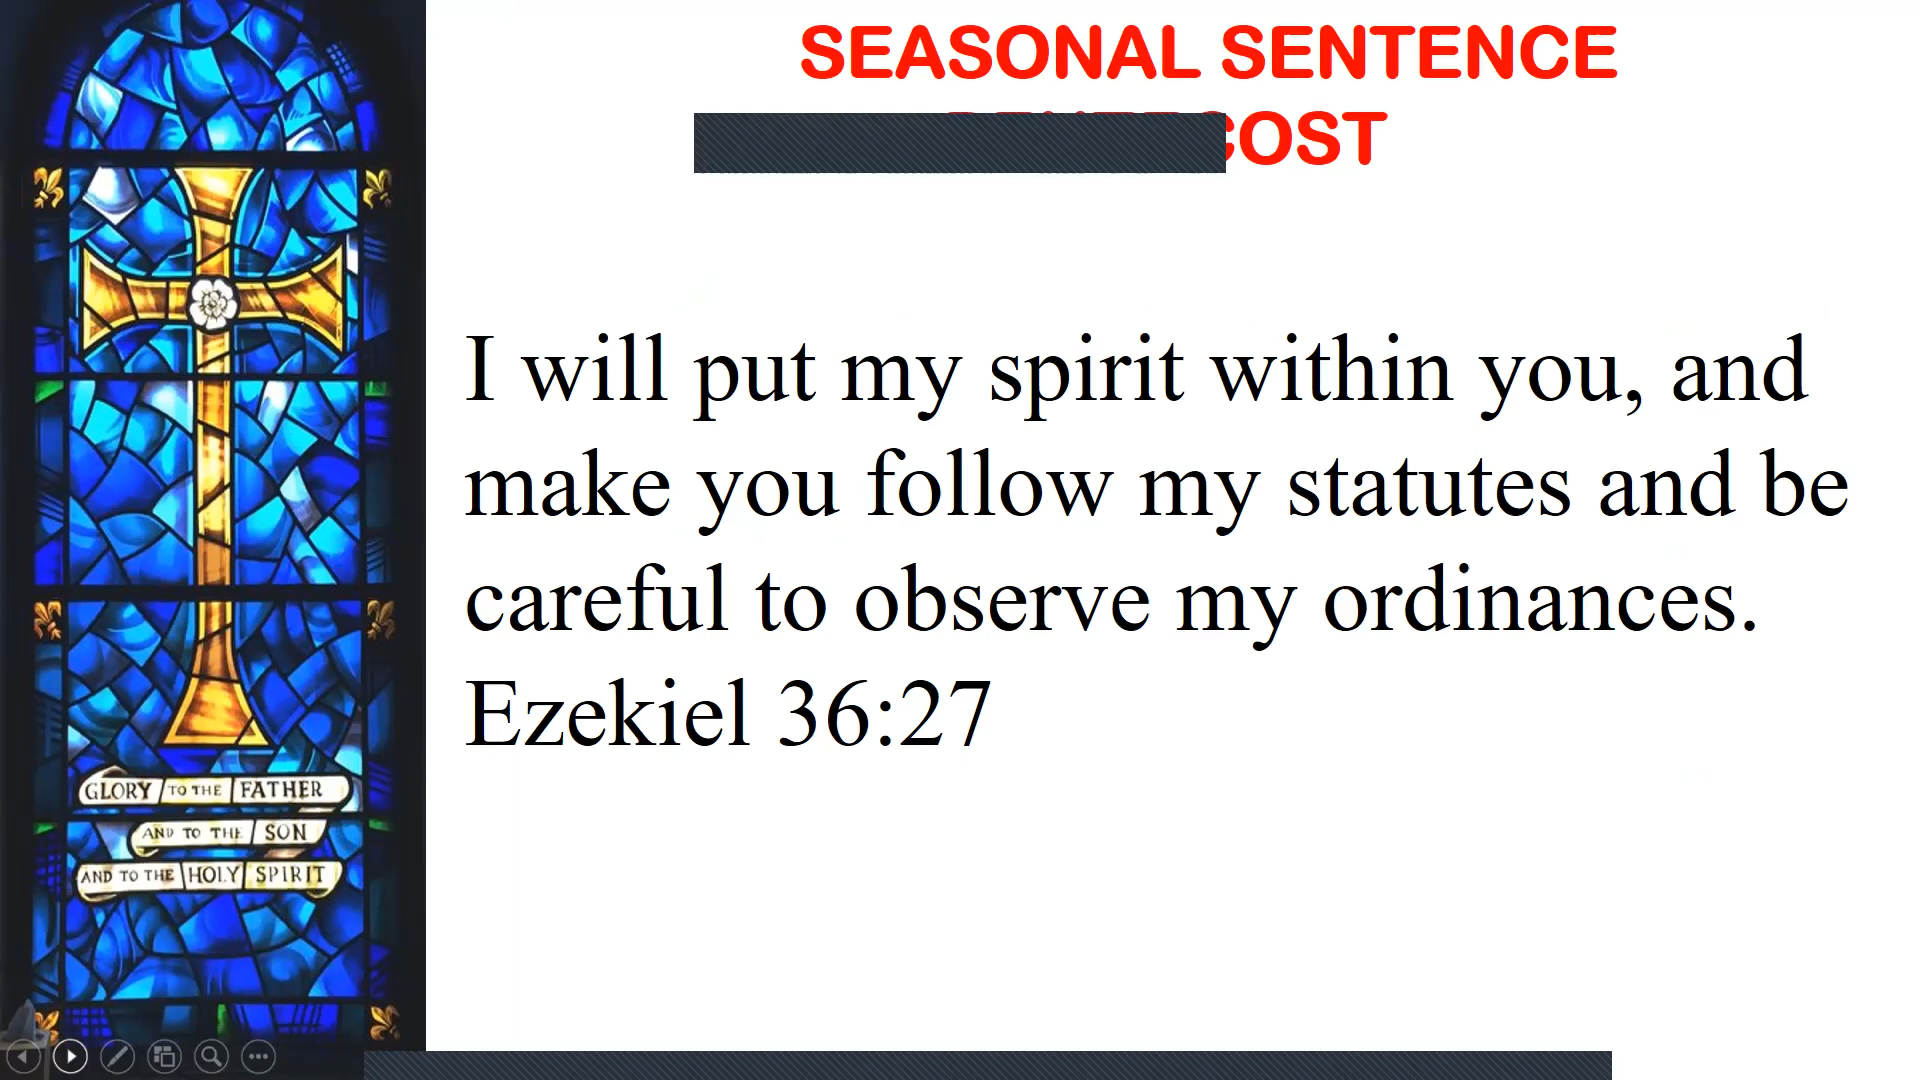 SEASONAL SENTENCE
COST
I will put my spirit within you, and
make you follow my statutes and be
careful to observe my ordinances.
Ezekiel 36:27
GLORY TO THE FATHER
AND TO THE SON
AND TO THE HOLY SPIRIT